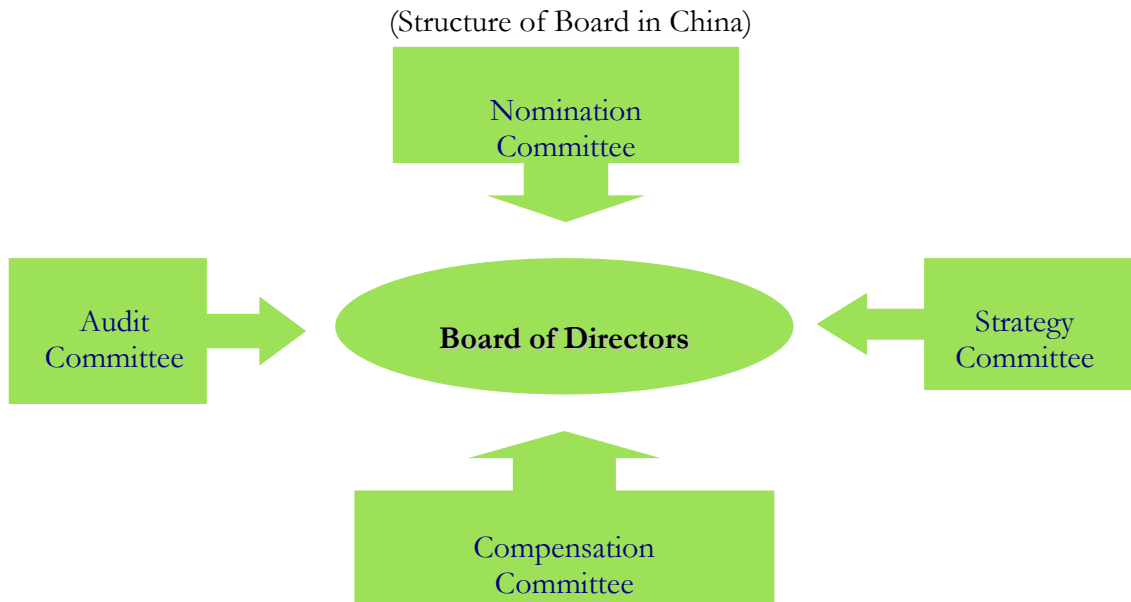 (Structure of Board in China)
Nomination
Committee
Audit
Committee
Board of Directors
Strategy
Committee
Compensation
Committee